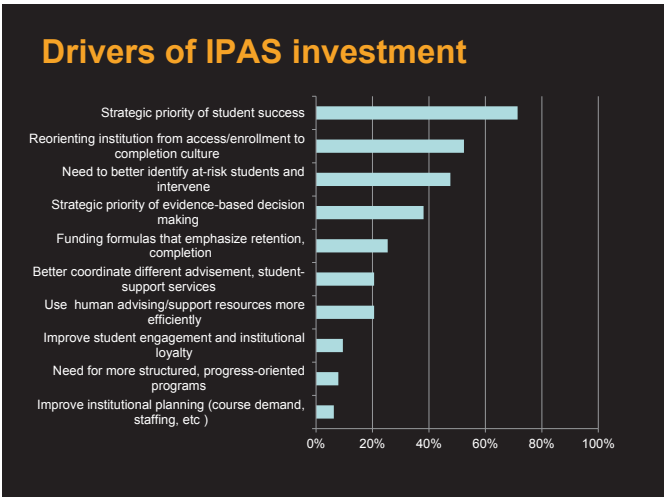 Drivers of IPAS investment
Strategic priority of student success
Reorienting institution from access/enrollment to
completion culture
Need to better identify at-risk students and
intervene
Strategic priority of evidence-based decision
making
Funding formulas that emphasize retention,
completion
Better coordinate different advisement, student-
support services
Use  human advising/support resources more
efficiently
Improve student engagement and institutional
loyalty
Need for more structured, progress-oriented
programs
Improve institutional planning (course demand,
staffing, etc )
0% 20% 40% 60% 80% 100%